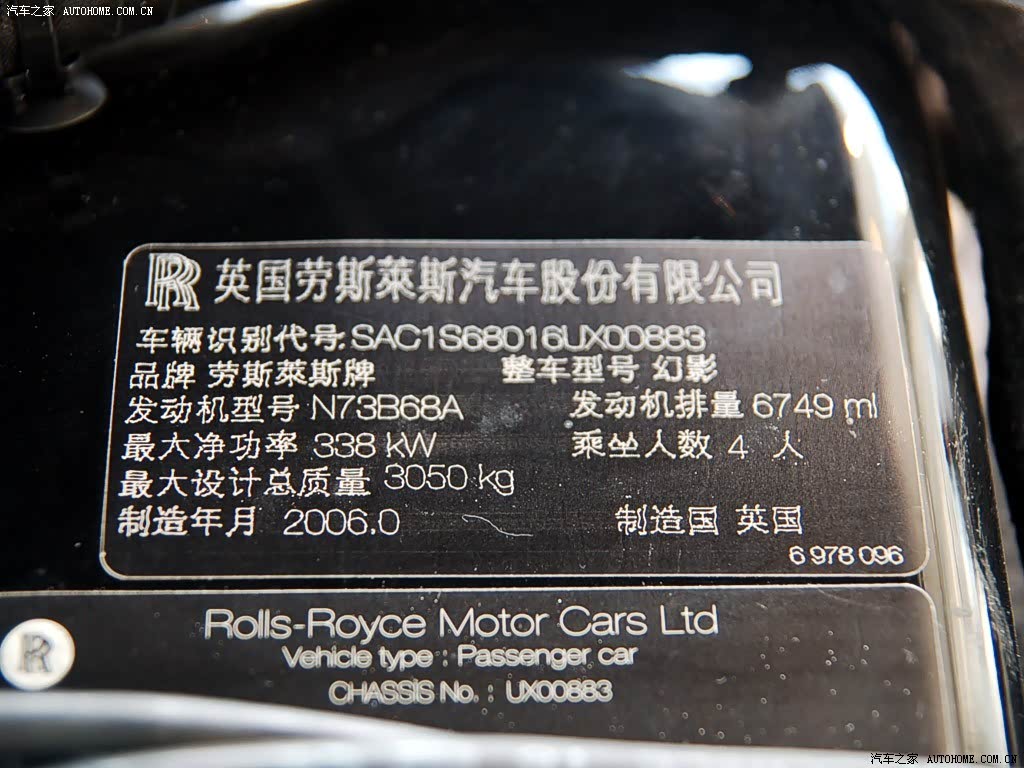 汽车之家 AUTOHOME.COM.CN
英国劳斯萊斯汽车股份有限公司
车辆识别代号:SAC1S68016UX00883
品牌 劳斯萊斯牌 整车型号 幻影
发动机型号 N73B68A 发动机排量 6749 ml
最大净功率 338 kW 乘坐人数 4 人
最大设计总质量 3050 kg
制造年月 2006.0 制造国 英国
6 978 096
Rolls-Royce Motor Cars Ltd
Vehicle type : Passenger car
CHASSIS No. : UX00883
汽车之家 AUTOHOME.COM.CN